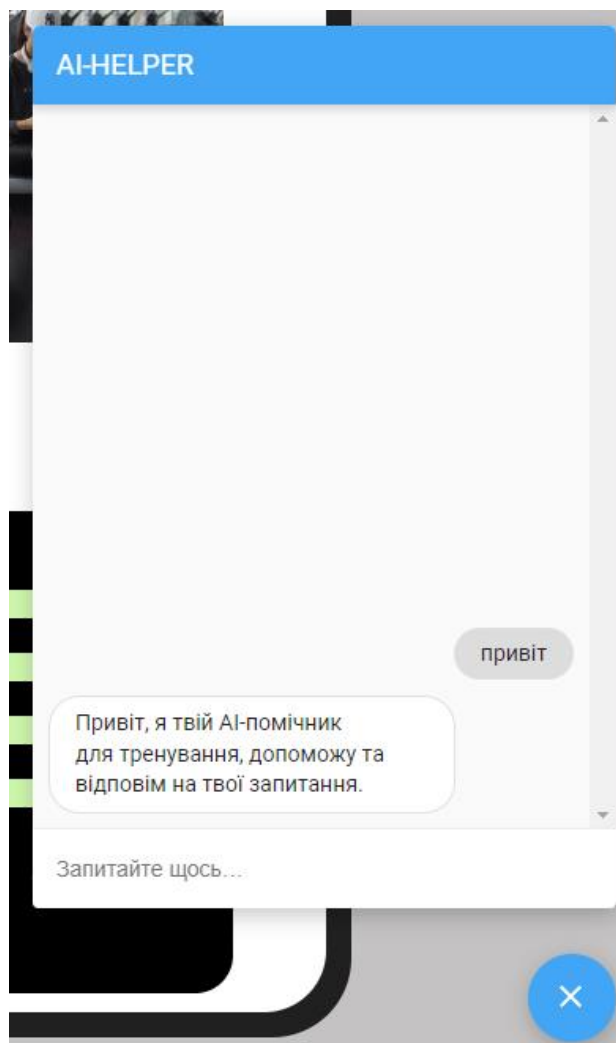 AI-HELPER
привіт
Привіт, я твій AI-помічник
для тренування, допоможу та
відповім на твої запитання.
Запитайте щось...